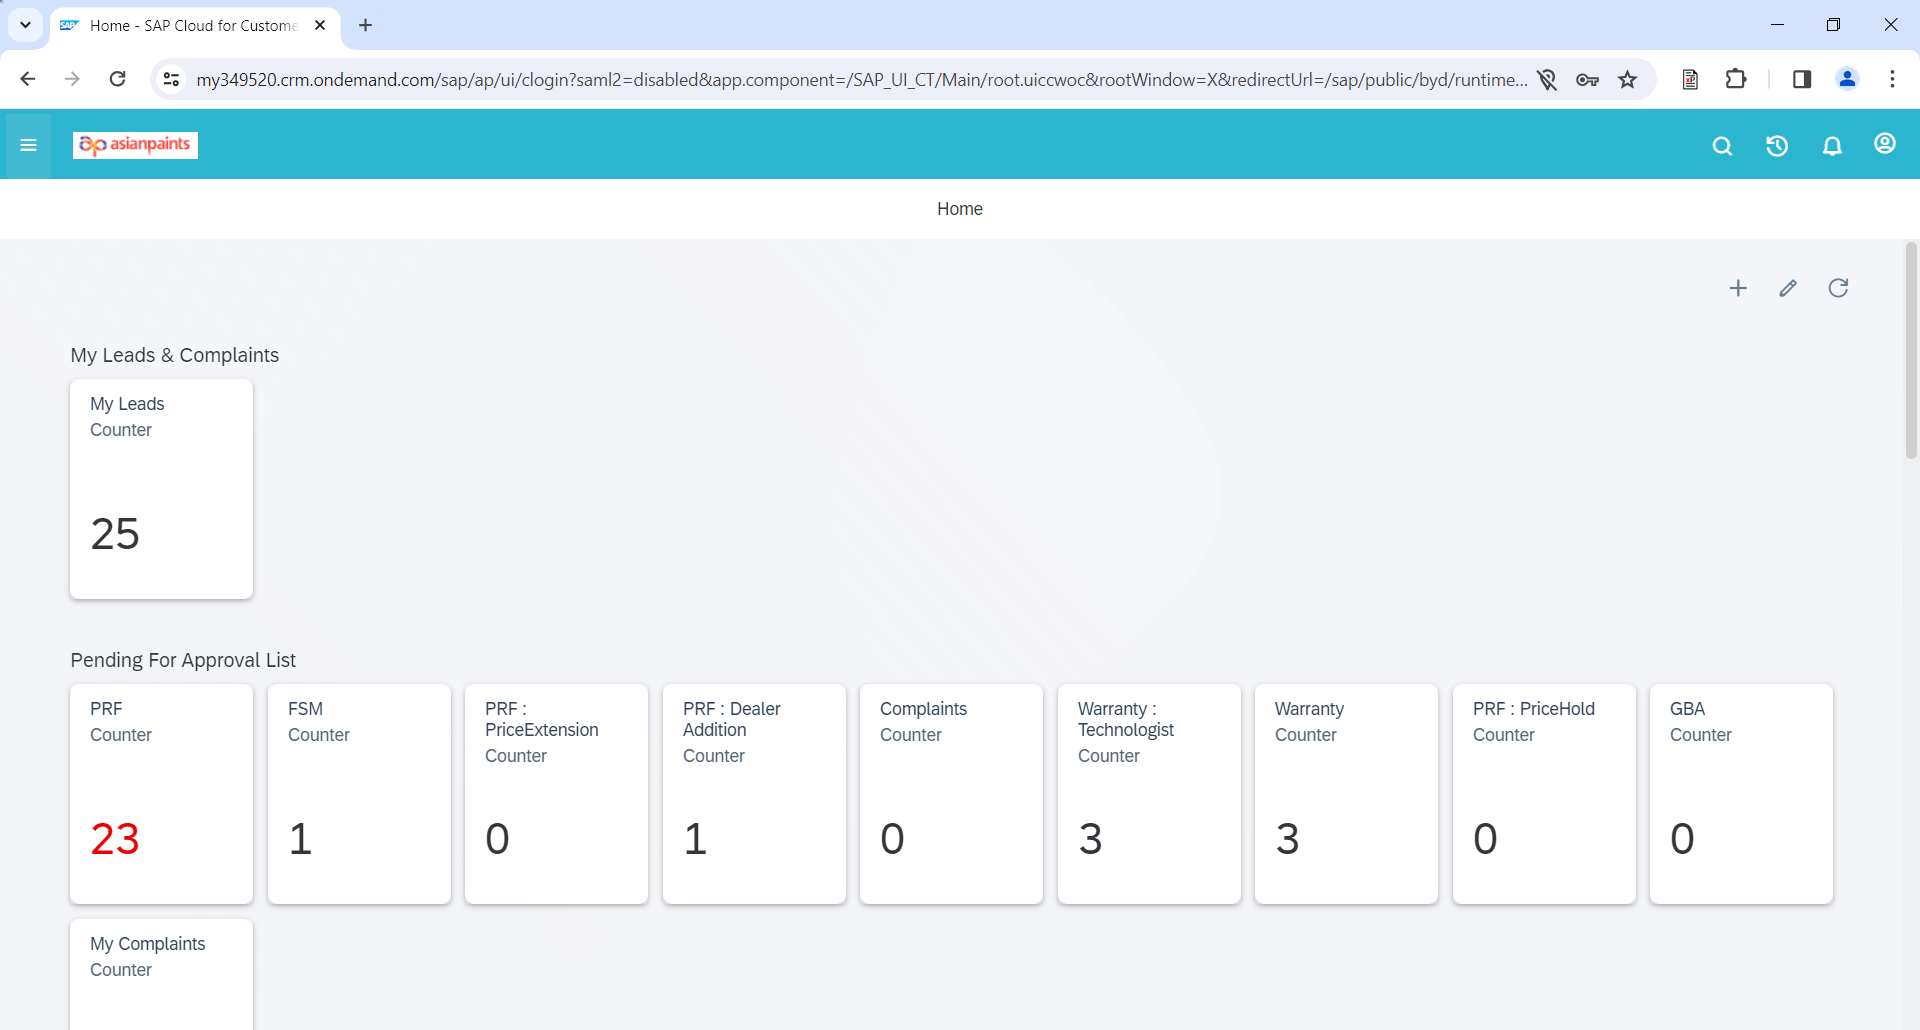 Home - SAP Cloud for Custome
my349520.crm.ondemand.com/sap/ap/ui/clogin?saml2=disabled&app.component=/SAP_UI_CT/Main/root.uiccwoc&rootWindow=X&redirectUrl=/sap/public/byd/runtime...
asianpaints
Home
My Leads & Complaints
My Leads
Counter
25
Pending For Approval List
PRF
Counter
23
FSM
Counter
1
PRF :
PriceExtension
Counter
0
PRF : Dealer
Addition
Counter
1
Complaints
Counter
0
Warranty :
Technologist
Counter
3
Warranty
Counter
3
PRF : PriceHold
Counter
0
GBA
Counter
0
My Complaints
Counter